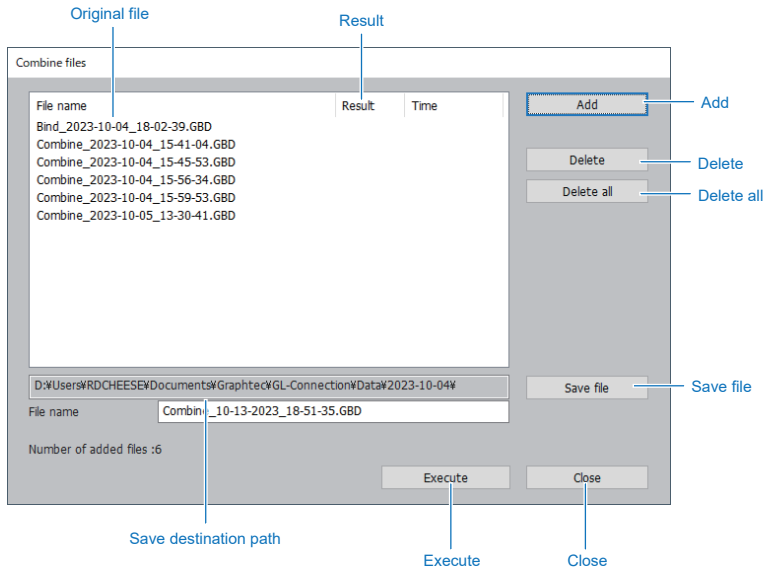 Original file
Result
Combine files
File name Result Time
Add
Add
Bind_2023-10-04_18-02-39.GBD
Combine_2023-10-04_15-41-04.GBD
Combine_2023-10-04_15-45-53.GBD
Combine_2023-10-04_15-56-34.GBD
Combine_2023-10-04_15-59-53.GBD
Combine_2023-10-05_13-30-41.GBD
Delete
Delete
Delete all
Delete all
D:¥Users¥RDCHEESE¥Documents¥Graphtec¥GL-Connection¥Data¥2023-10-04¥
Save file
Save file
File name Combine_10-13-2023_18-51-35.GBD
Number of added files :6
Execute
Close
Save destination path
Execute
Close